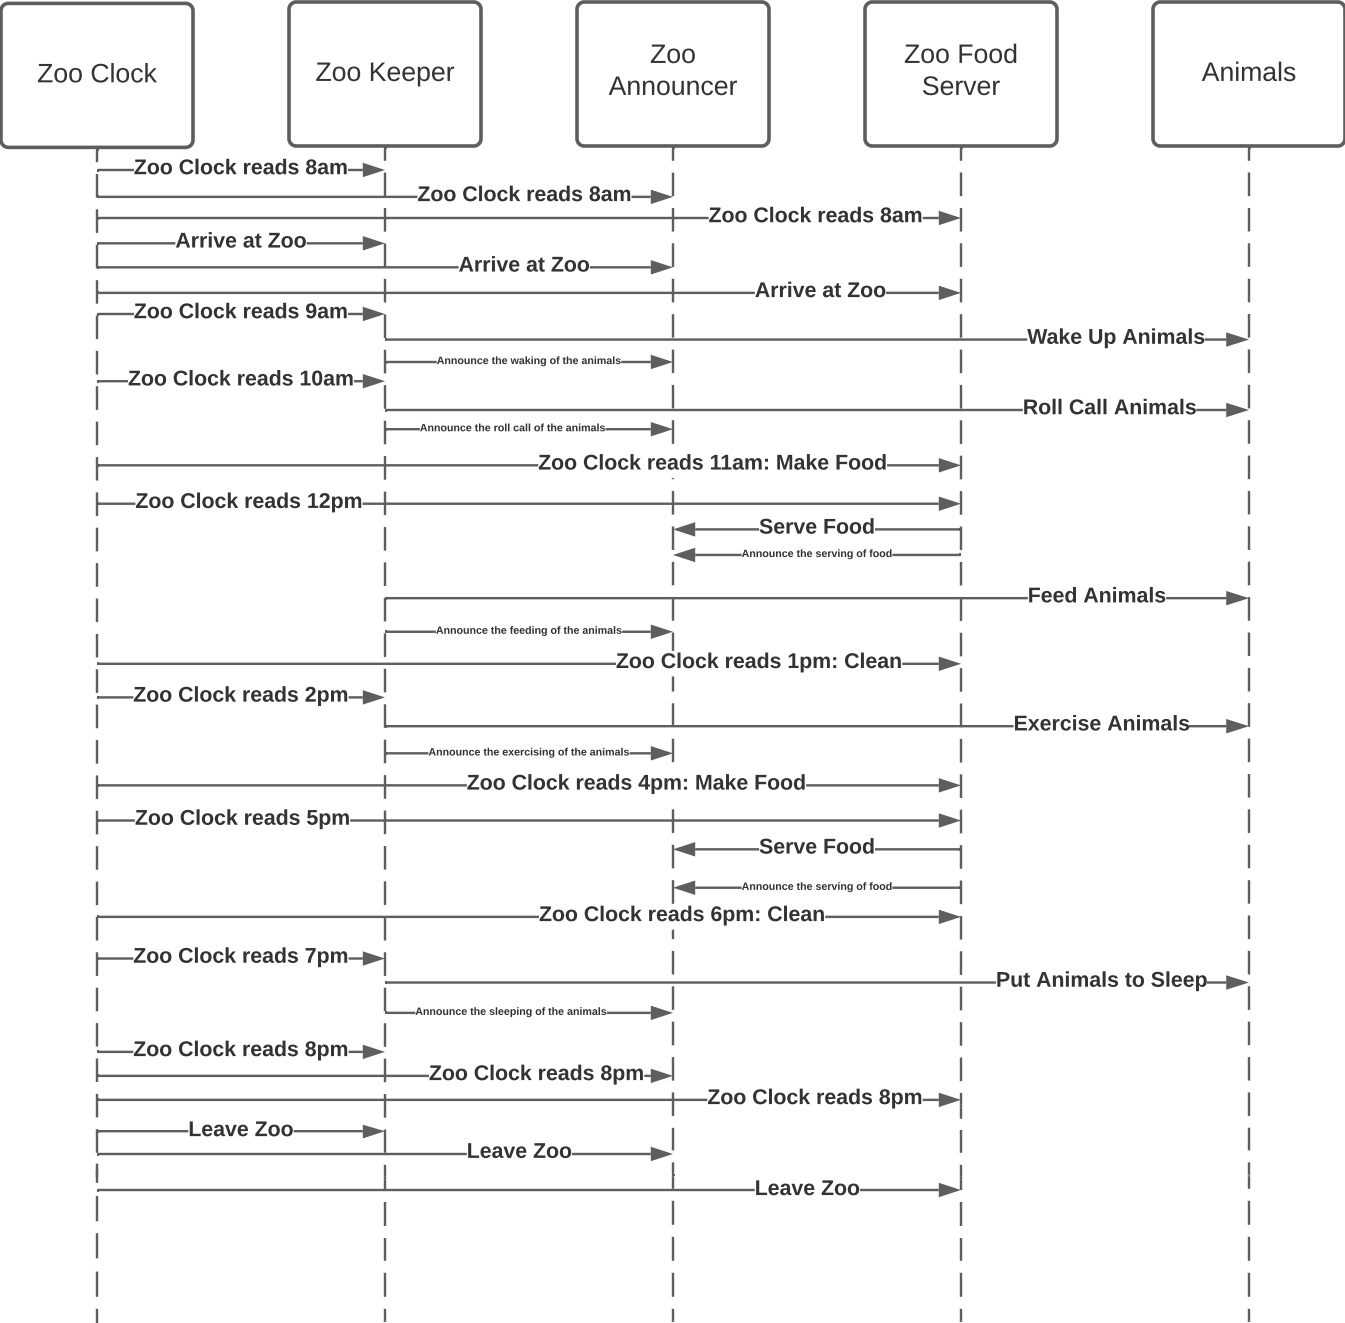 Zoo Clock
Zoo Keeper
Zoo
Announcer
Zoo Food
Server
Animals
Zoo Clock reads 8am
Zoo Clock reads 8am
Zoo Clock reads 8am
Arrive at Zoo
Arrive at Zoo
Arrive at Zoo
Zoo Clock reads 9am
Wake Up Animals
Announce the waking of the animals
Zoo Clock reads 10am
Roll Call Animals
Announce the roll call of the animals
Zoo Clock reads 11am: Make Food
Zoo Clock reads 12pm
Serve Food
Announce the serving of food
Feed Animals
Announce the feeding of the animals
Zoo Clock reads 1pm: Clean
Zoo Clock reads 2pm
Exercise Animals
Announce the exercising of the animals
Zoo Clock reads 4pm: Make Food
Zoo Clock reads 5pm
Serve Food
Announce the serving of food
Zoo Clock reads 6pm: Clean
Zoo Clock reads 7pm
Put Animals to Sleep
Announce the sleeping of the animals
Zoo Clock reads 8pm
Zoo Clock reads 8pm
Zoo Clock reads 8pm
Leave Zoo
Leave Zoo
Leave Zoo